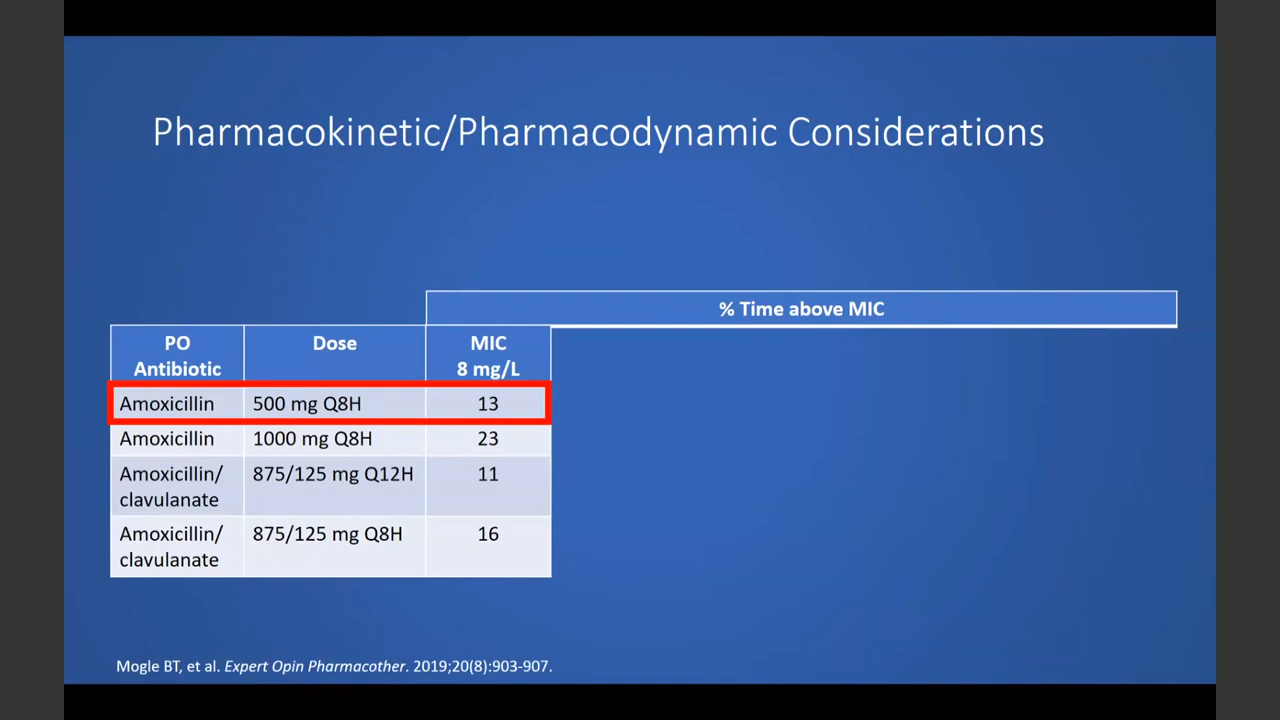 Pharmacokinetic/Pharmacodynamic Considerations
% Time above MIC
PO Dose MIC
Antibiotic 8 mg/L
Amoxicillin 500 mg Q8H 13
Amoxicillin 1000 mg Q8H 23
Amoxicillin/ 875/125 mg Q12H 11
clavulanate
Amoxicillin/ 875/125 mg Q8H 16
clavulanate
Mogle BT, et al. Expert Opin Pharmacother. 2019;20(8):903-907.